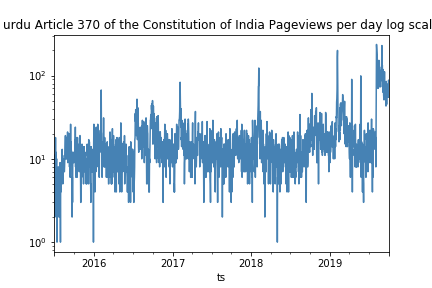 urdu Article 370 of the Constitution of India Pageviews per day log scal
10²
10¹
10⁰
2016 2017 2018 2019
ts